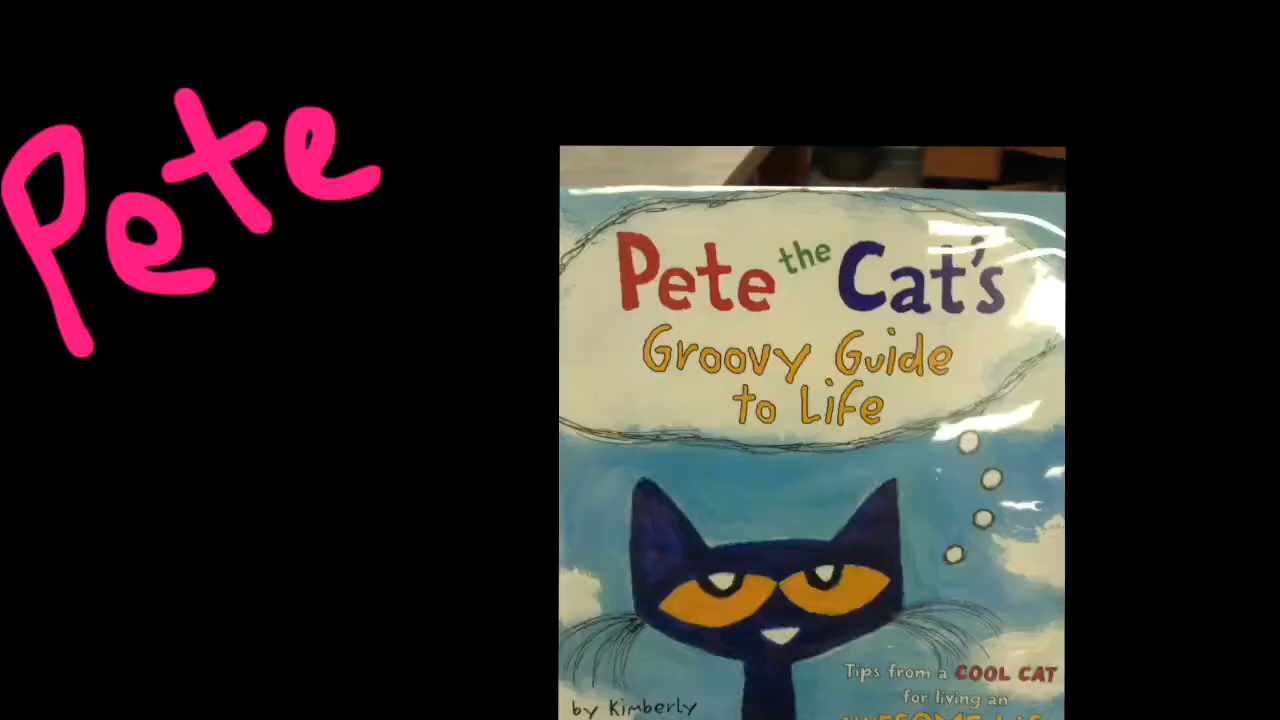 Pete
Pete the Cat's
Groovy Guide
to Life
Tips from a COOL CAT
for living an
by Kimberly